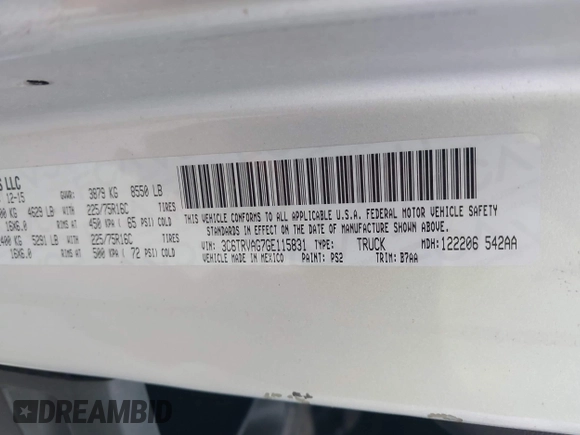 S LLC
12-15 GVWR: 3879 KG 8550 LB
00 KG 4629 LB WITH 225/75R16C TIRES
16X6.0 RIMS AT 450 KPA ( 65 PSI) COLD
2400 KG 5291 LB WITH 225/75R16C TIRES
16X6.0 RIMS AT 500 KPA ( 72 PSI) COLD
THIS VEHICLE CONFORMS TO ALL APPLICABLE U.S.A. FEDERAL MOTOR VEHICLE SAFETY
STANDARDS IN EFFECT ON THE DATE OF MANUFACTURE SHOWN ABOVE.
VIN: 3C6TRVAG7GE115831 TYPE: TRUCK MDH: 122206 542AA
VEHICLE MADE IN MEXICO PAINT: PS2 TRIM: B7AA
DREAMBID